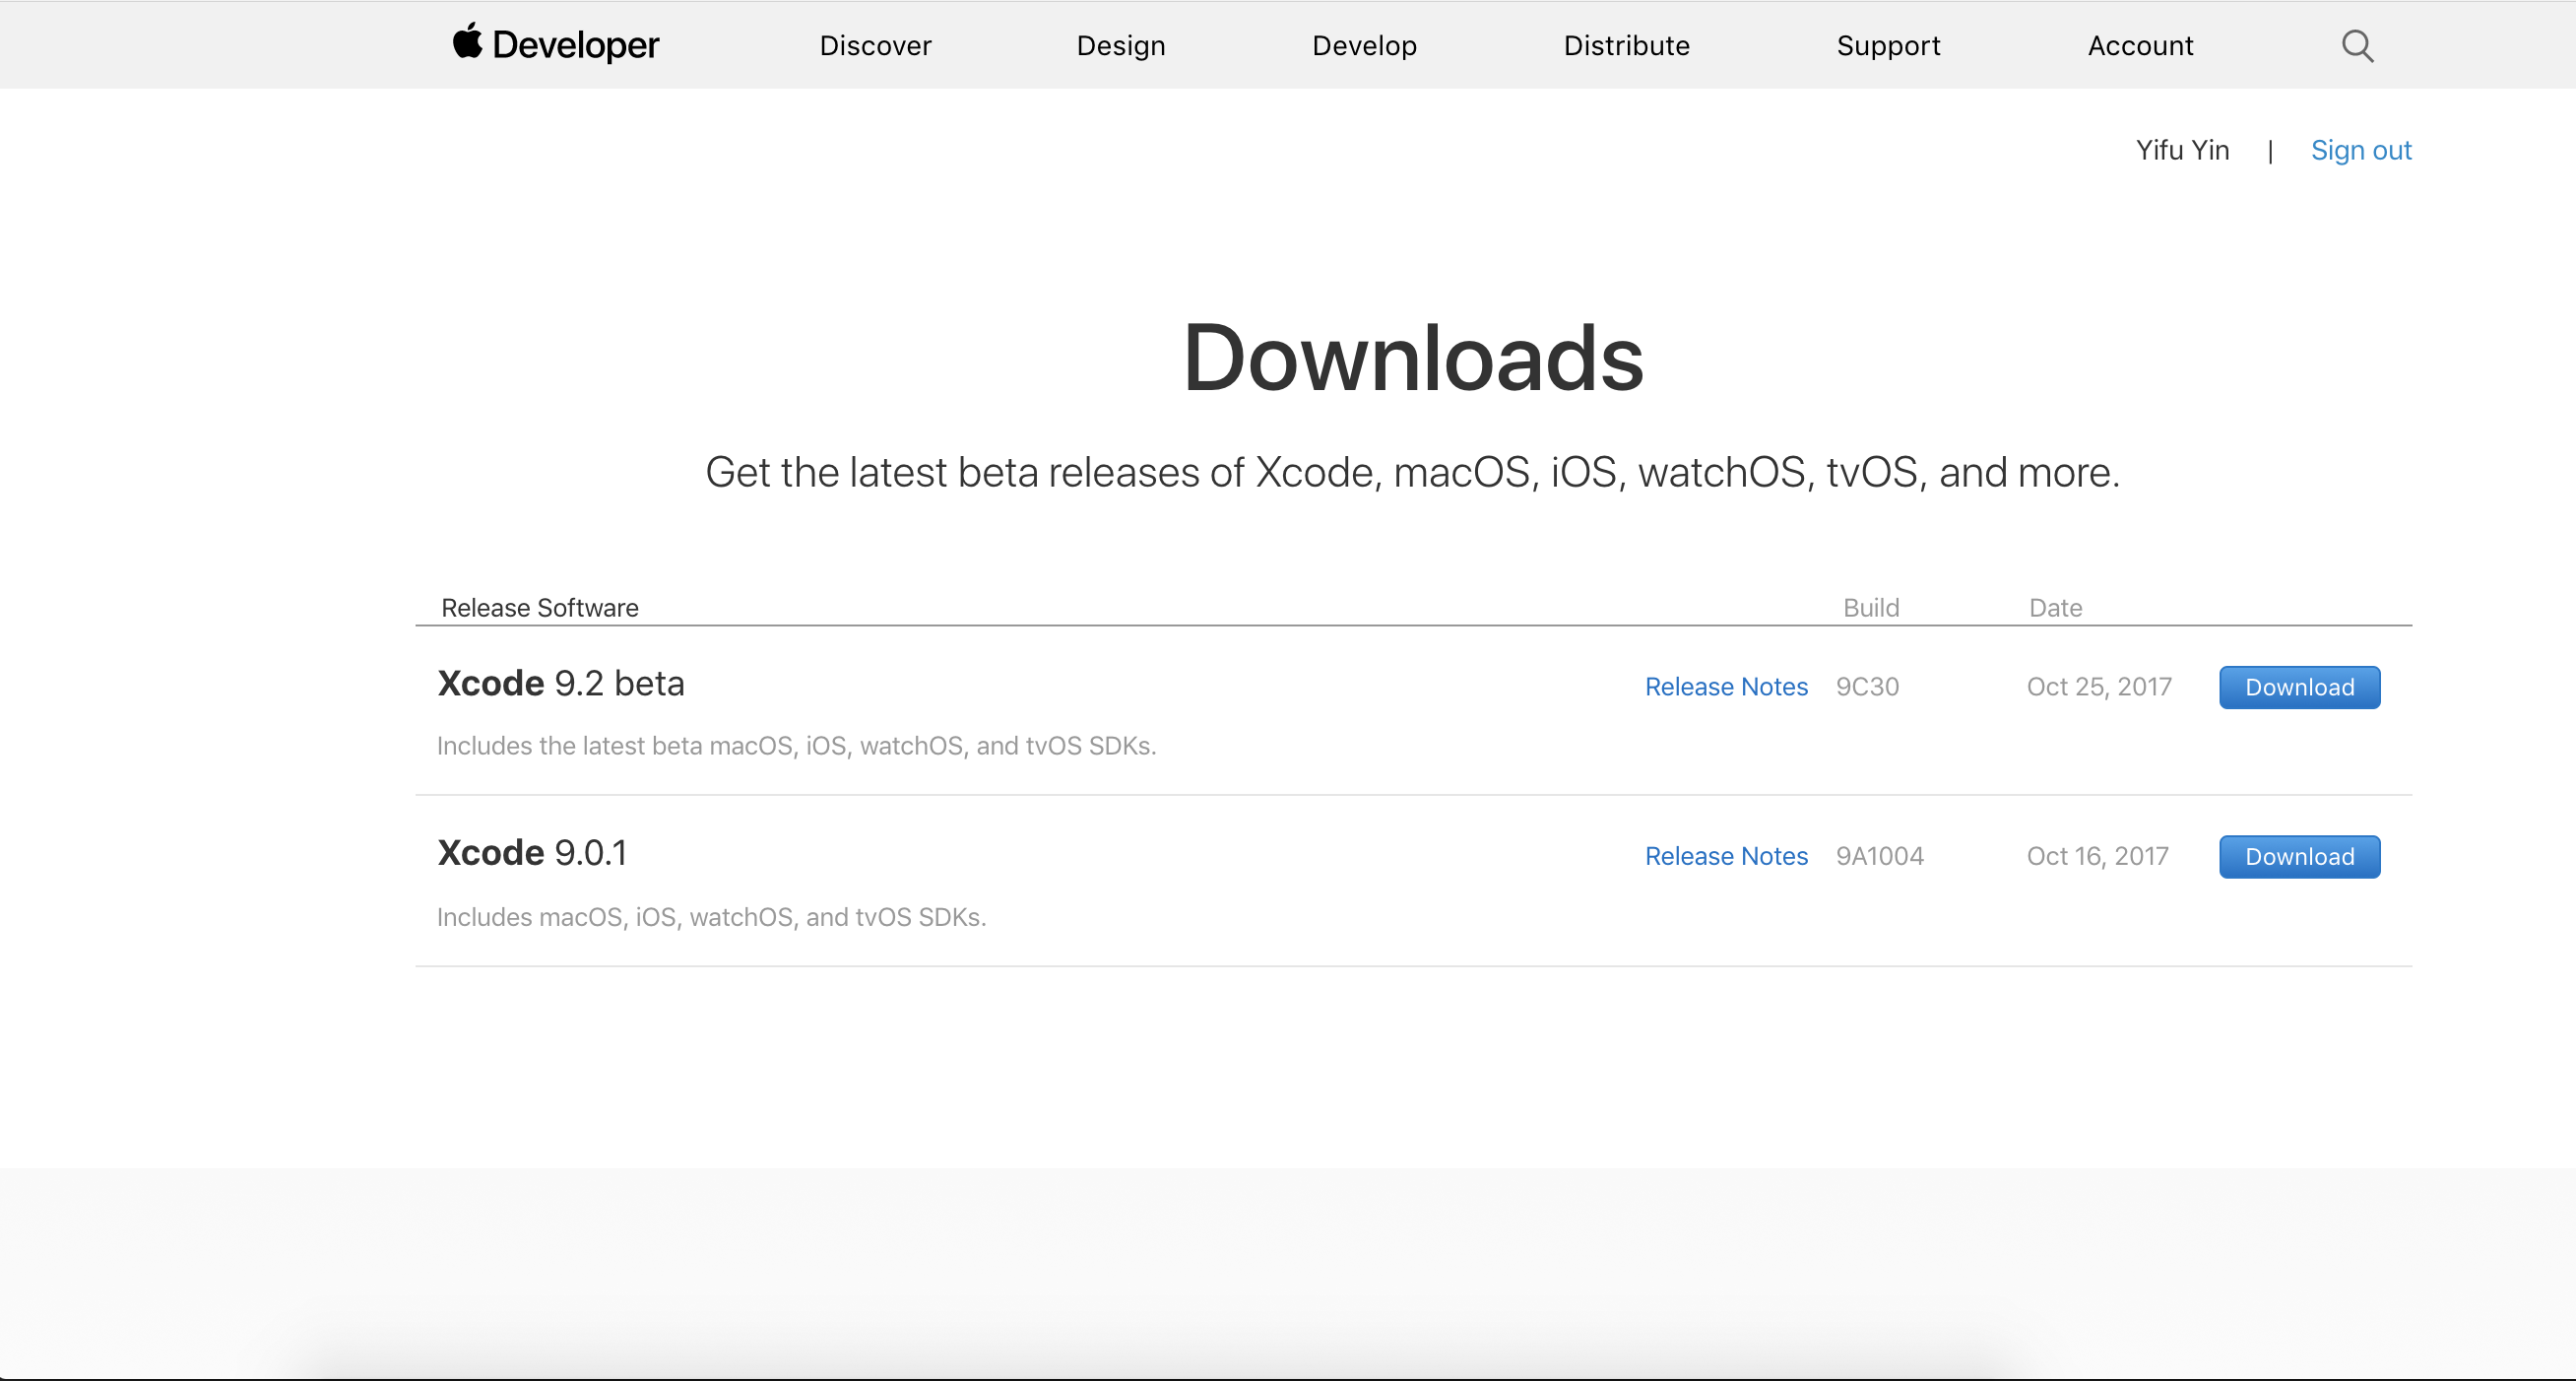 Developer Discover Design Develop Distribute Support Account
Yifu Yin | Sign out
Downloads
Get the latest beta releases of Xcode, macOS, iOS, watchOS, tvOS, and more.
Release Software Build Date
Xcode 9.2 beta Release Notes 9C30 Oct 25, 2017 Download
Includes the latest beta macOS, iOS, watchOS, and tvOS SDKs.
Xcode 9.0.1 Release Notes 9A1004 Oct 16, 2017 Download
Includes macOS, iOS, watchOS, and tvOS SDKs.